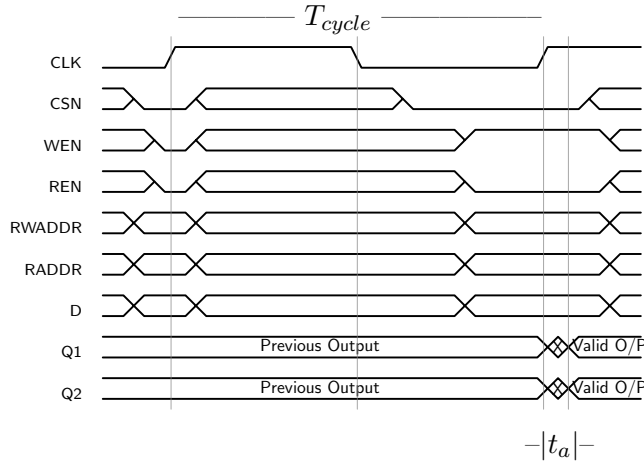 T_cycle
CLK
CSN
WEN
REN
RWADDR
RADDR
D
Q1 Previous Output Valid O/P
Q2 Previous Output Valid O/P
–|t_a|–